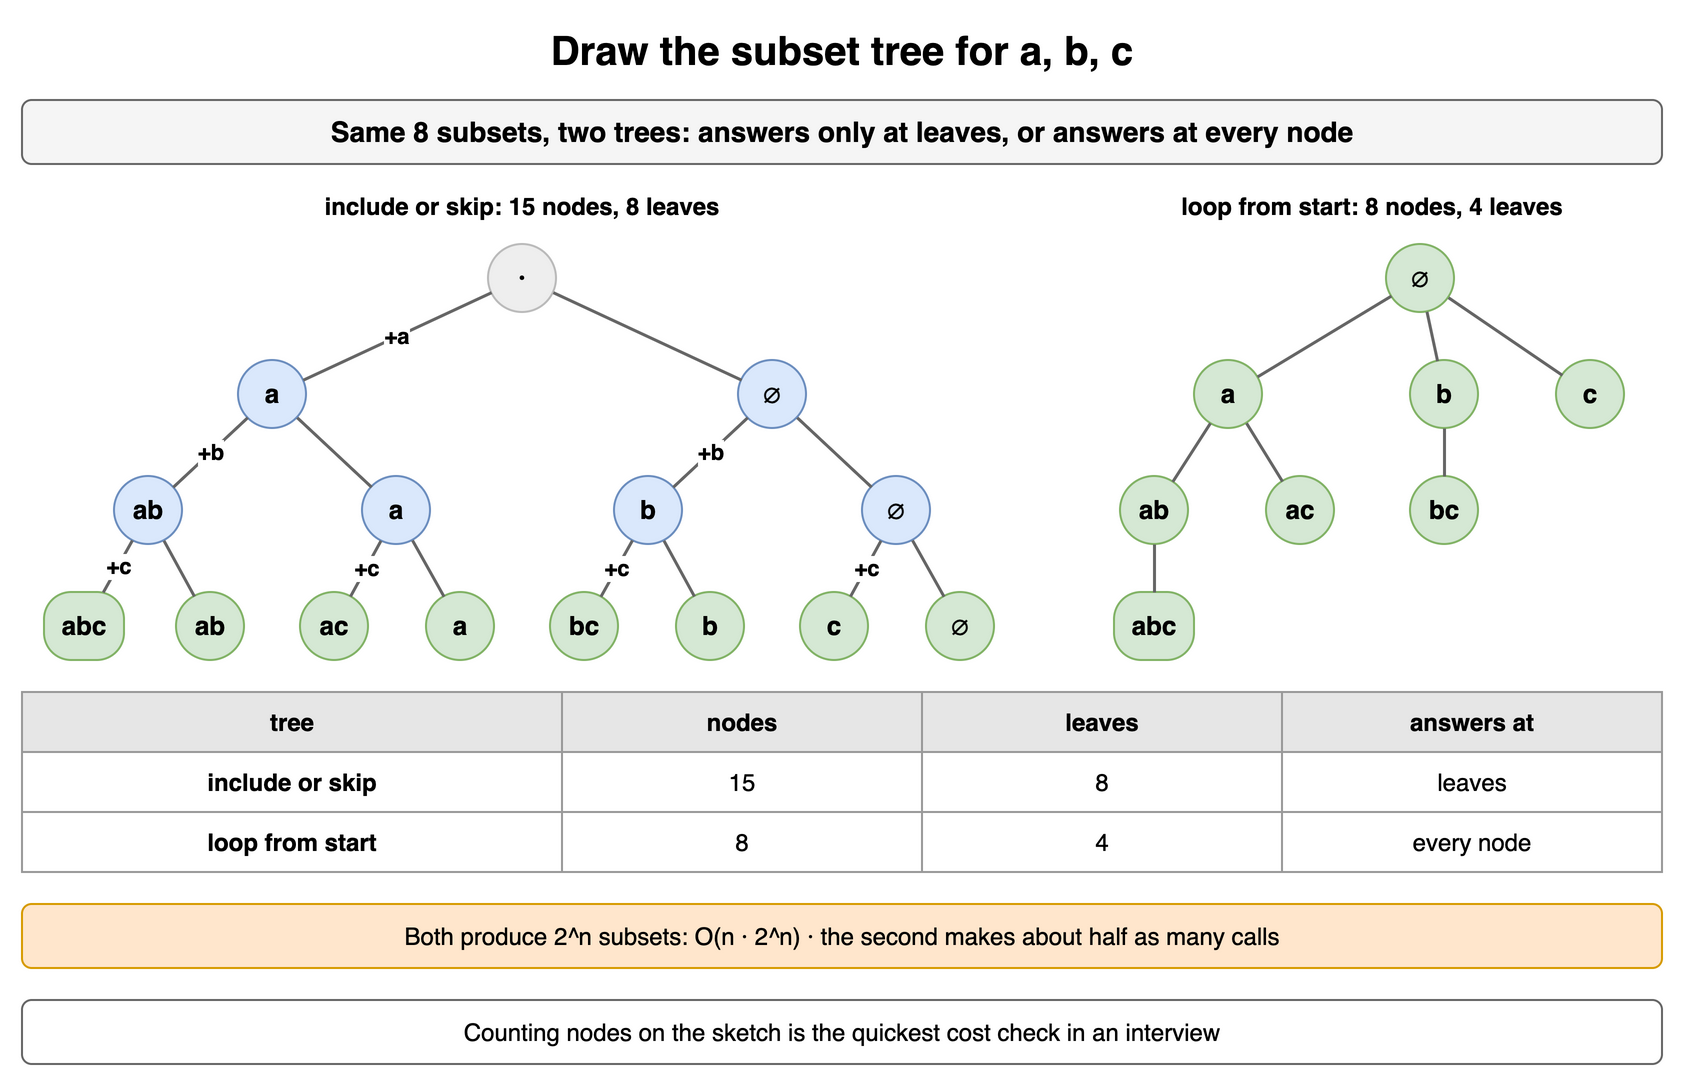 Draw the subset tree for a, b, c
Same 8 subsets, two trees: answers only at leaves, or answers at every node
include or skip: 15 nodes, 8 leaves
loop from start: 8 nodes, 4 leaves
·
∅
+a
a
∅
a
b
c
+b
+b
ab
a
b
∅
ab
ac
bc
+c
+c
+c
+c
abc
ab
ac
a
bc
b
c
∅
abc
tree nodes leaves answers at
include or skip 15 8 leaves
loop from start 8 4 every node
Both produce 2^n subsets: O(n · 2^n) · the second makes about half as many calls
Counting nodes on the sketch is the quickest cost check in an interview